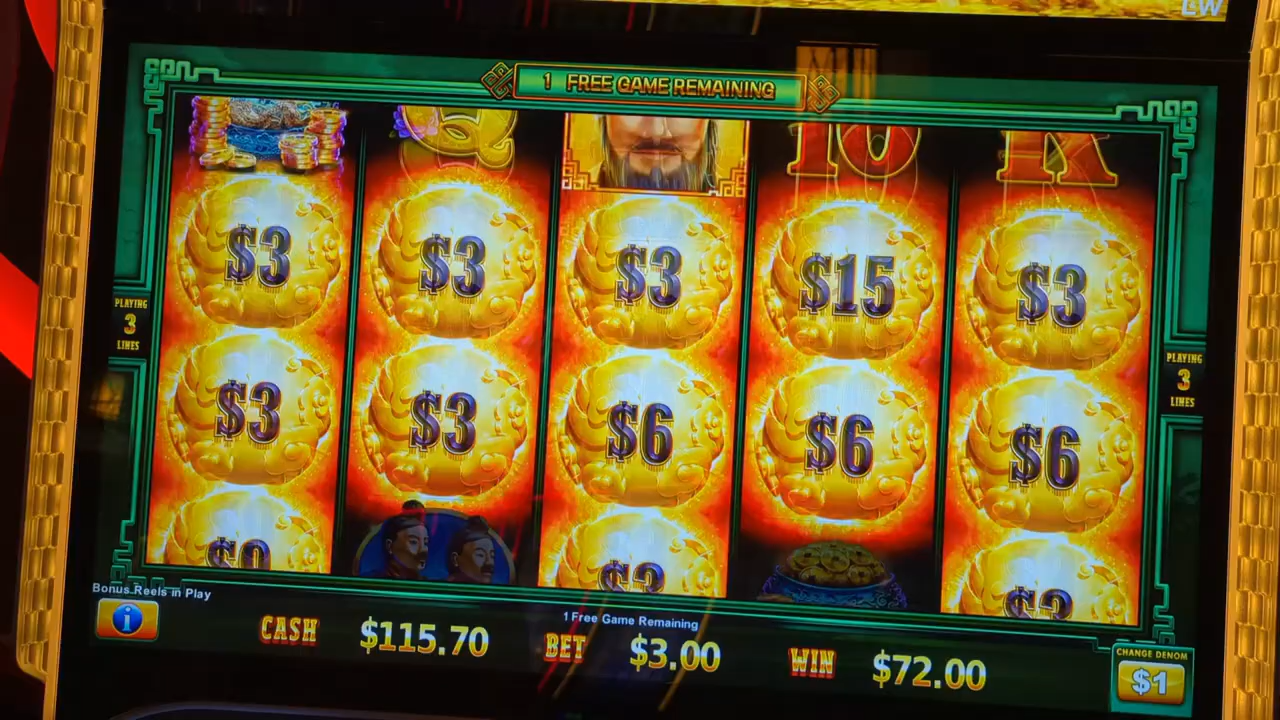 LW
1 FREE GAME REMAINING
Q
10
K
$3 $3 $3 $15 $3
PLAYING
3
LINES
PLAYING
3
LINES
$3 $3 $6 $6 $6
Bonus Reels in Play
1 Free Game Remaining
CASH $115.70 BET $3.00 WIN $72.00
CHANGE DENOM
$1